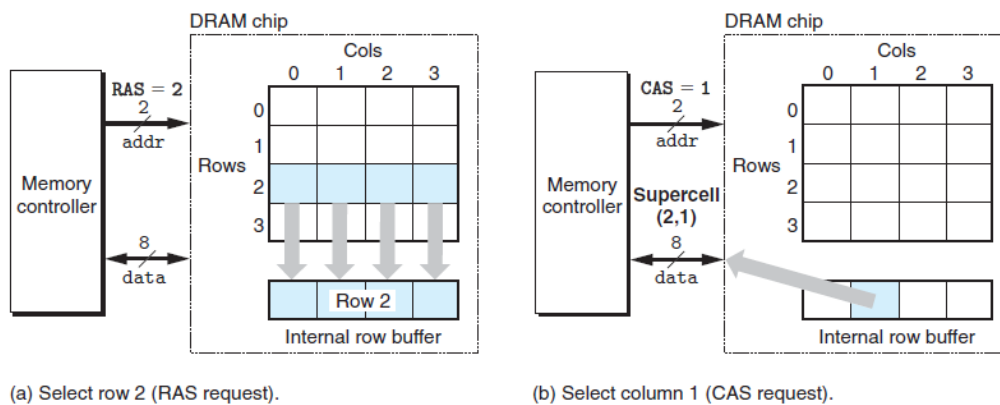 DRAM chip
Cols
0 1 2 3
RAS = 2
2
addr
0
1
Rows
2
3
Memory
controller
8
data
Row 2
Internal row buffer
(a) Select row 2 (RAS request).
DRAM chip
Cols
0 1 2 3
CAS = 1
2
addr
0
1
Rows
2
3
Memory
controller
Supercell
(2,1)
8
data
Internal row buffer
(b) Select column 1 (CAS request).